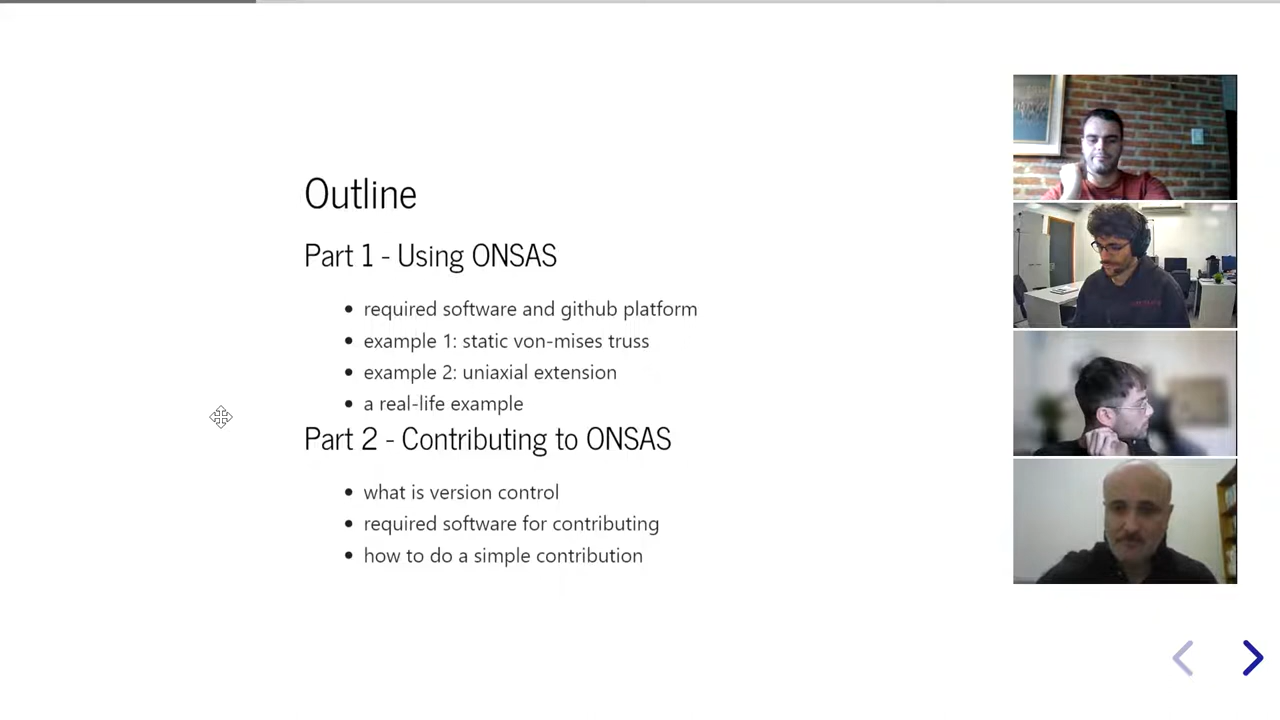 Outline
Part 1 - Using ONSAS
required software and github platform
example 1: static von-mises truss
example 2: uniaxial extension
a real-life example
Part 2 - Contributing to ONSAS
what is version control
required software for contributing
how to do a simple contribution